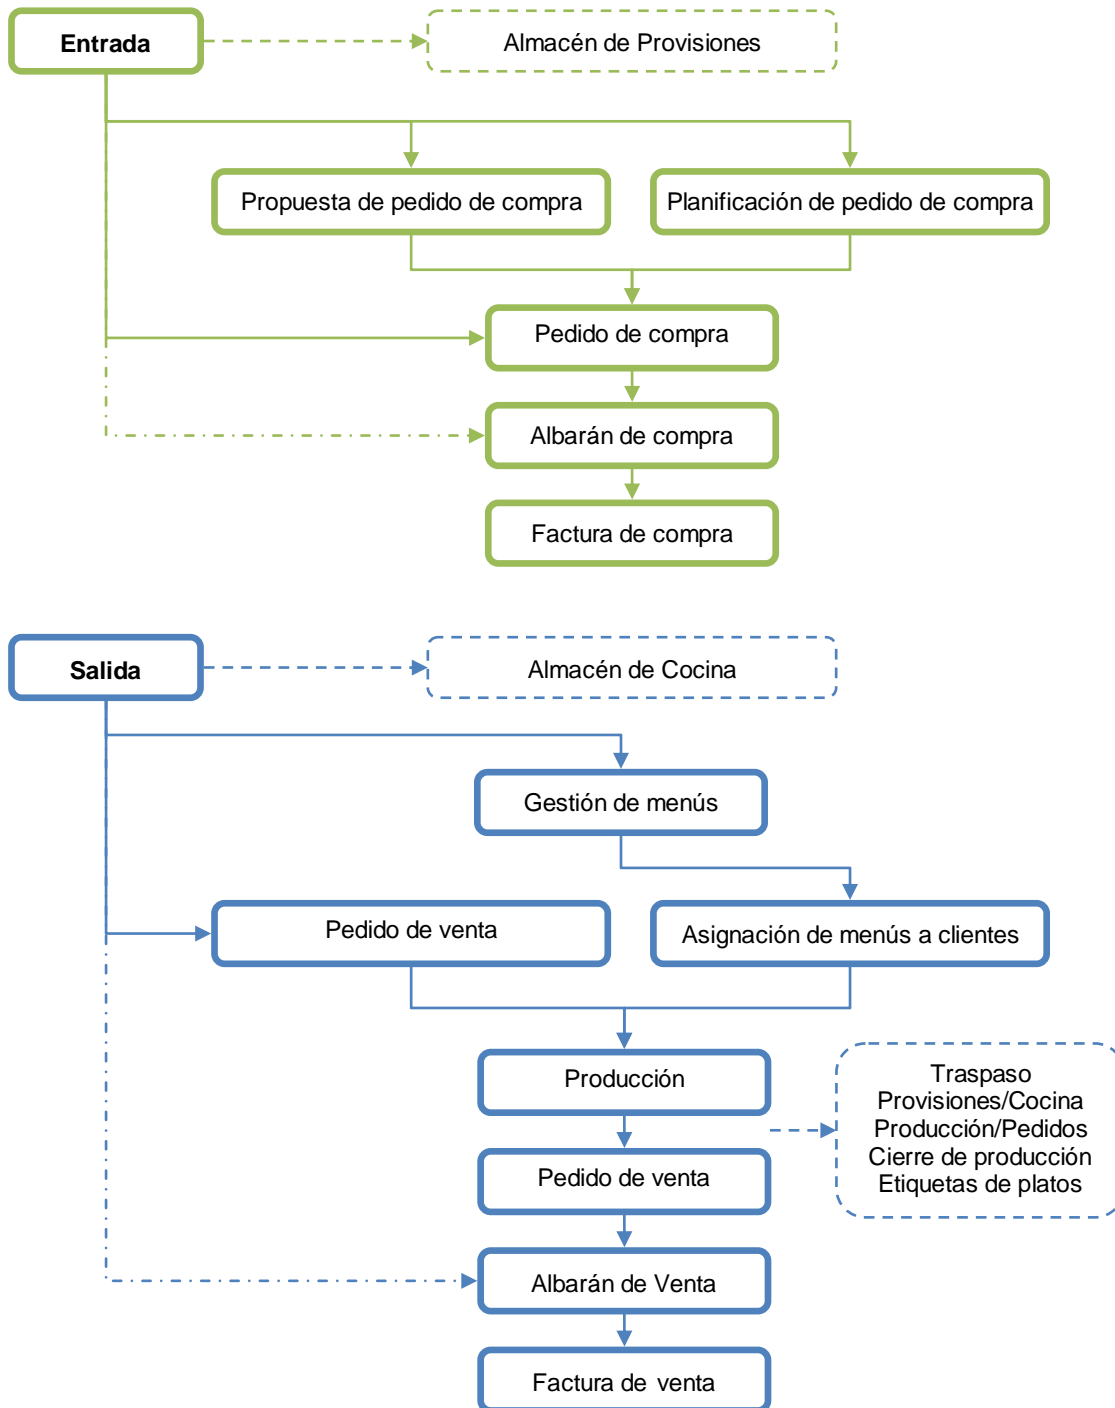 Entrada
Almacén de Provisiones
Propuesta de pedido de compra
Planificación de pedido de compra
Pedido de compra
Albarán de compra
Factura de compra
Salida
Almacén de Cocina
Gestión de menús
Pedido de venta
Asignación de menús a clientes
Producción
Traspaso
Provisiones/Cocina
Producción/Pedidos
Cierre de producción
Etiquetas de platos
Pedido de venta
Albarán de Venta
Factura de venta